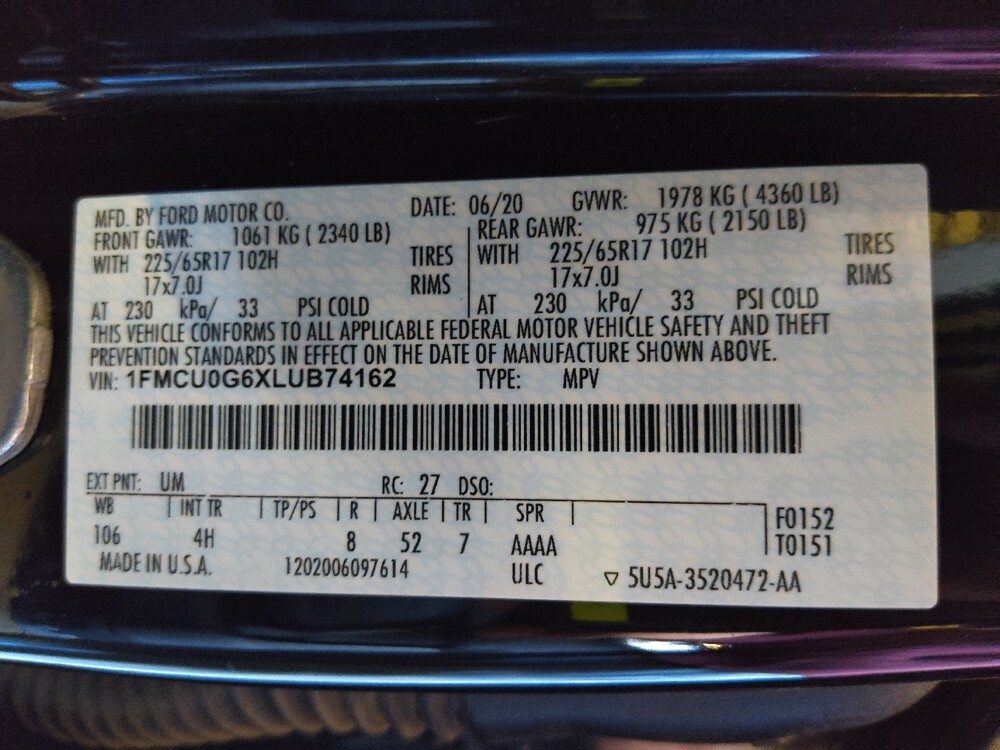 MFD. BY FORD MOTOR CO. DATE: 06/20 GVWR: 1978 KG ( 4360 LB)
FRONT GAWR: 1061 KG ( 2340 LB) REAR GAWR: 975 KG ( 2150 LB)
WITH 225/65R17 102H TIRES WITH 225/65R17 102H TIRES
17x7.0J RIMS 17x7.0J RIMS
AT 230 kPa/ 33 PSI COLD AT 230 kPa/ 33 PSI COLD
THIS VEHICLE CONFORMS TO ALL APPLICABLE FEDERAL MOTOR VEHICLE SAFETY AND THEFT
PREVENTION STANDARDS IN EFFECT ON THE DATE OF MANUFACTURE SHOWN ABOVE.
VIN: 1FMCU0G6XLUB74162 TYPE: MPV
EXT PNT: UM RC: 27 DSO:
WB INT TR TP/PS R AXLE TR SPR F0152
106 4H 8 52 7 AAAA T0151
MADE IN U.S.A. 1202006097614 ULC ▽ 5U5A-3520472-AA